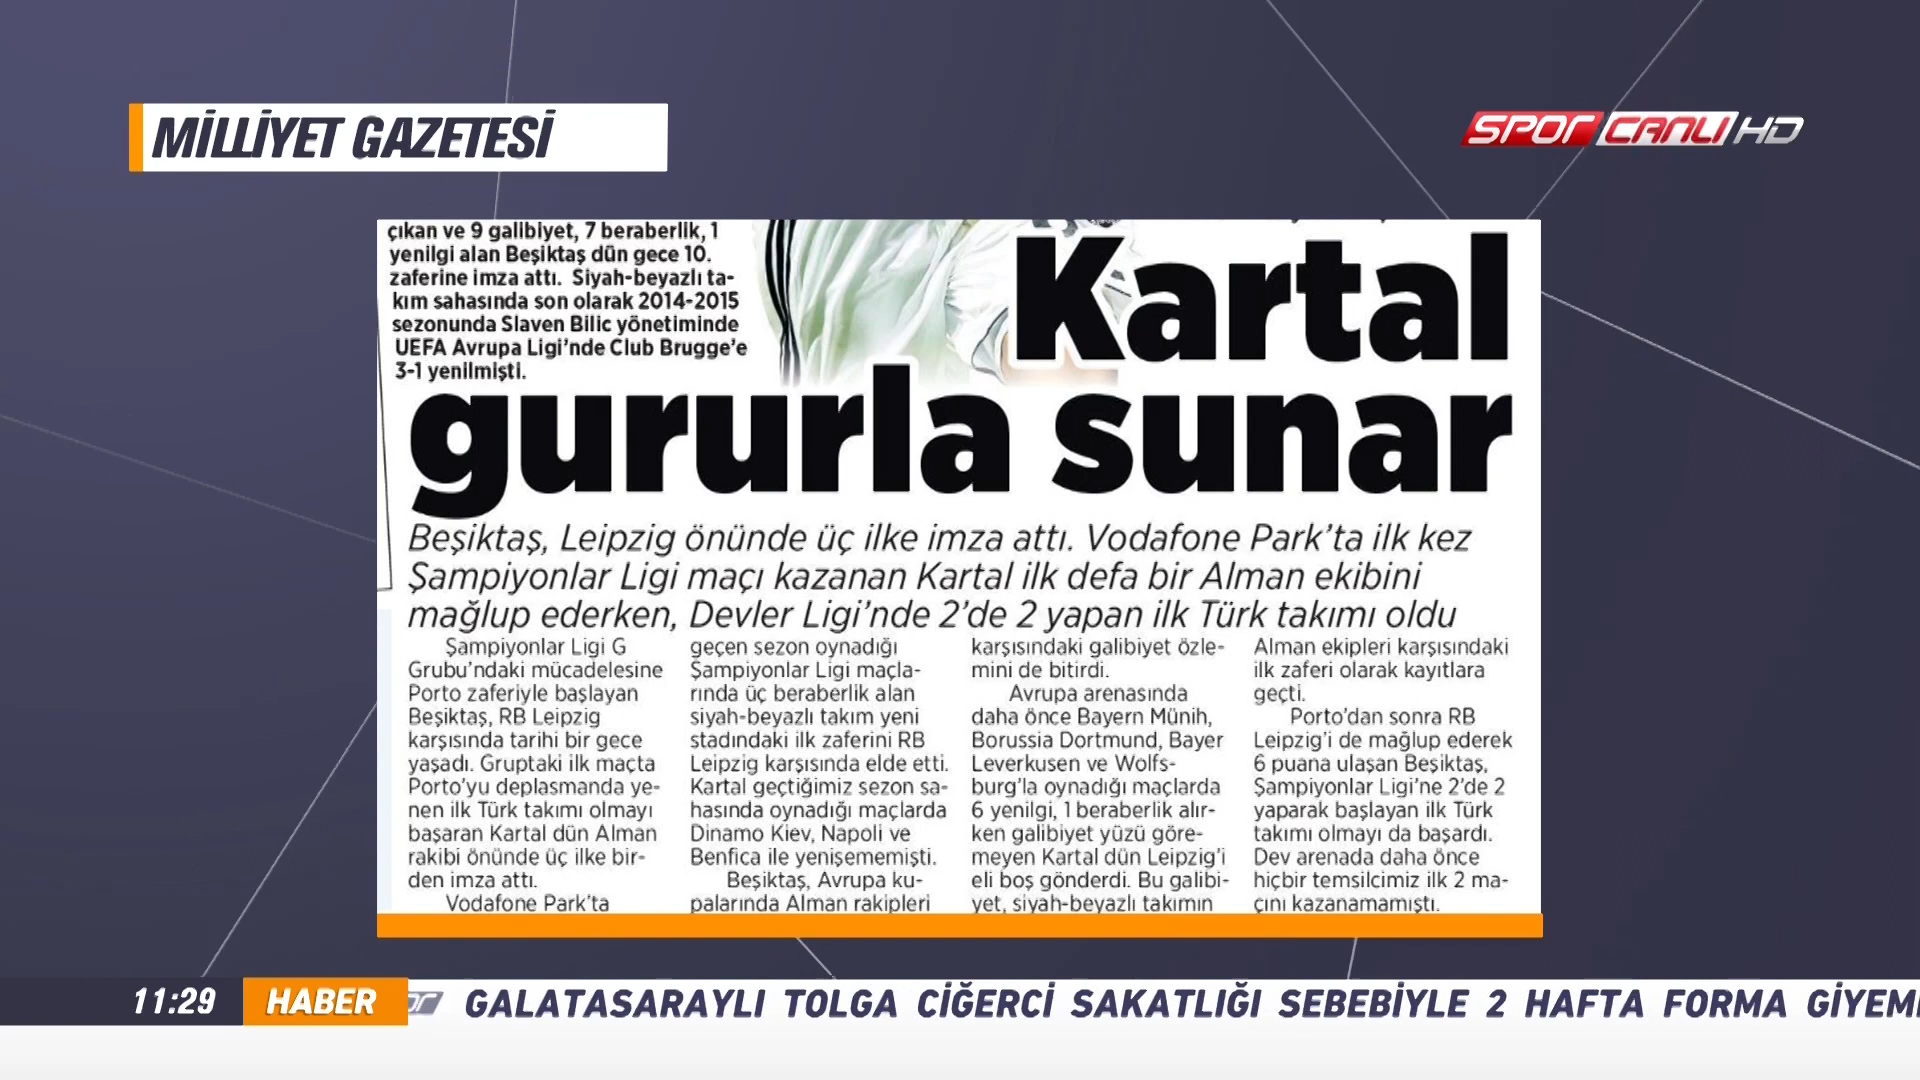 MİLLİYET GAZETESİ
SPOR CANLI HD
çıkan ve 9 galibiyet, 7 beraberlik, 1
yenilgi alan Beşiktaş dün gece 10.
zaferine imza attı. Siyah-beyazlı ta-
kım sahasında son olarak 2014-2015
sezonunda Slaven Bilic yönetiminde
UEFA Avrupa Ligi'nde Club Brugge'e
3-1 yenilmişti.
Kartal
gururla sunar
Beşiktaş, Leipzig önünde üç ilke imza attı. Vodafone Park'ta ilk kez
Şampiyonlar Ligi maçı kazanan Kartal ilk defa bir Alman ekibini
mağlup ederken, Devler Ligi'nde 2'de 2 yapan ilk Türk takımı oldu
Şampiyonlar Ligi G
Grubu'ndaki mücadelesine
Porto zaferiyle başlayan
Beşiktaş, RB Leipzig
karşısında tarihi bir gece
yaşadı. Gruptaki ilk maçta
Porto'yu deplasmanda ye-
nen ilk Türk takımı olmayı
başaran Kartal dün Alman
rakibi önünde üç ilke bir-
den imza attı.
Vodafone Park'ta
geçen sezon oynadığı
Şampiyonlar Ligi maçla-
rında üç beraberlik alan
siyah-beyazlı takım yeni
stadındaki ilk zaferini RB
Leipzig karşısında elde etti.
Kartal geçtiğimiz sezon sa-
hasında oynadığı maçlarda
Dinamo Kiev, Napoli ve
Benfica ile yenişememişti.
Beşiktaş, Avrupa ku-
palarında Alman rakipleri
karşısındaki galibiyet özle-
mini de bitirdi.
Avrupa arenasında
daha önce Bayern Münih,
Borussia Dortmund, Bayer
Leverkusen ve Wolfs-
burg'la oynadığı maçlarda
6 yenilgi, 1 beraberlik alır-
ken galibiyet yüzü göre-
meyen Kartal dün Leipzig'i
eli boş gönderdi. Bu galibi-
yet, siyah-beyazlı takımın
Alman ekipleri karşısındaki
ilk zaferi olarak kayıtlara
geçti.
Porto'dan sonra RB
Leipzig'i de mağlup ederek
6 puana ulaşan Beşiktaş,
Şampiyonlar Ligi'ne 2'de 2
yaparak başlayan ilk Türk
takımı olmayı da başardı.
Dev arenada daha önce
hiçbir temsilcimiz ilk 2 ma-
çını kazanamamıştı.
11:29 HABER GALATASARAYLI TOLGA CİĞERCİ SAKATLIĞI SEBEBİYLE 2 HAFTA FORMA GİYEM